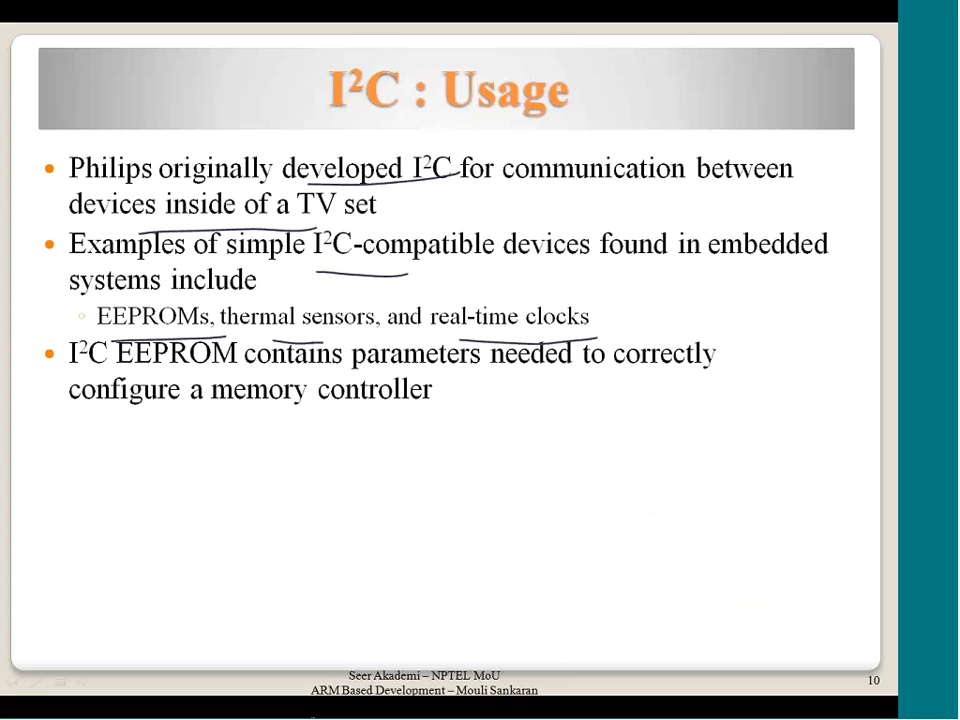 I²C : Usage
• Philips originally developed I²C for communication between
devices inside of a TV set
• Examples of simple I²C-compatible devices found in embedded
systems include
◦ EEPROMs, thermal sensors, and real-time clocks
• I²C EEPROM contains parameters needed to correctly
configure a memory controller
Seer Akademi – NPTEL MoU
ARM Based Development – Mouli Sankaran
10